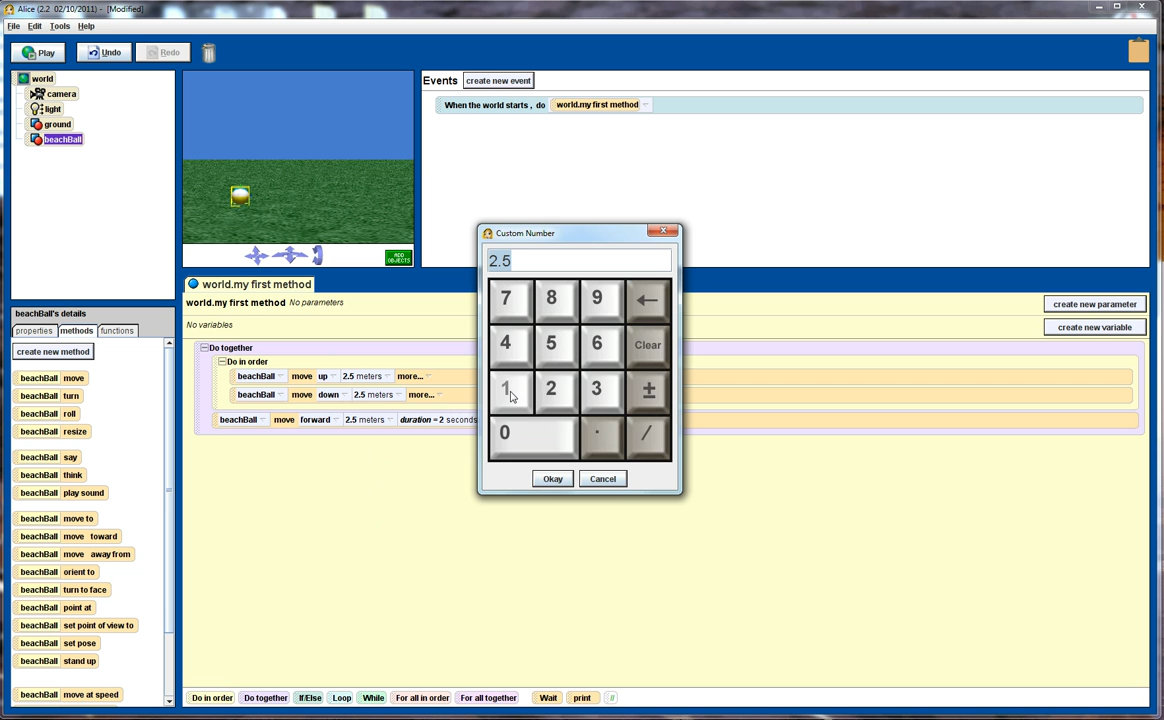 Alice (2.2 02/10/2011) - [Modified]
File Edit Tools Help
Play Undo Redo
world
camera
light
ground
beachBall
ADD OBJECTS
Events create new event
When the world starts , do world.my first method
beachBall's details
properties methods functions
create new method
beachBall move
beachBall turn
beachBall roll
beachBall resize
beachBall say
beachBall think
beachBall play sound
beachBall move to
beachBall move toward
beachBall move away from
beachBall orient to
beachBall turn to face
beachBall point at
beachBall set point of view to
beachBall set pose
beachBall stand up
beachBall move at speed
world.my first method
world.my first method No parameters
create new parameter
No variables
create new variable
Do together
Do in order
beachBall move up 2.5 meters more...
beachBall move down 2.5 meters more...
beachBall move forward 2.5 meters duration = 2 seconds
Do in order Do together If/Else Loop While For all in order For all together Wait print //
Custom Number
2.5
7 8 9 ←
4 5 6 Clear
1 2 3 ±
0 . /
Okay Cancel